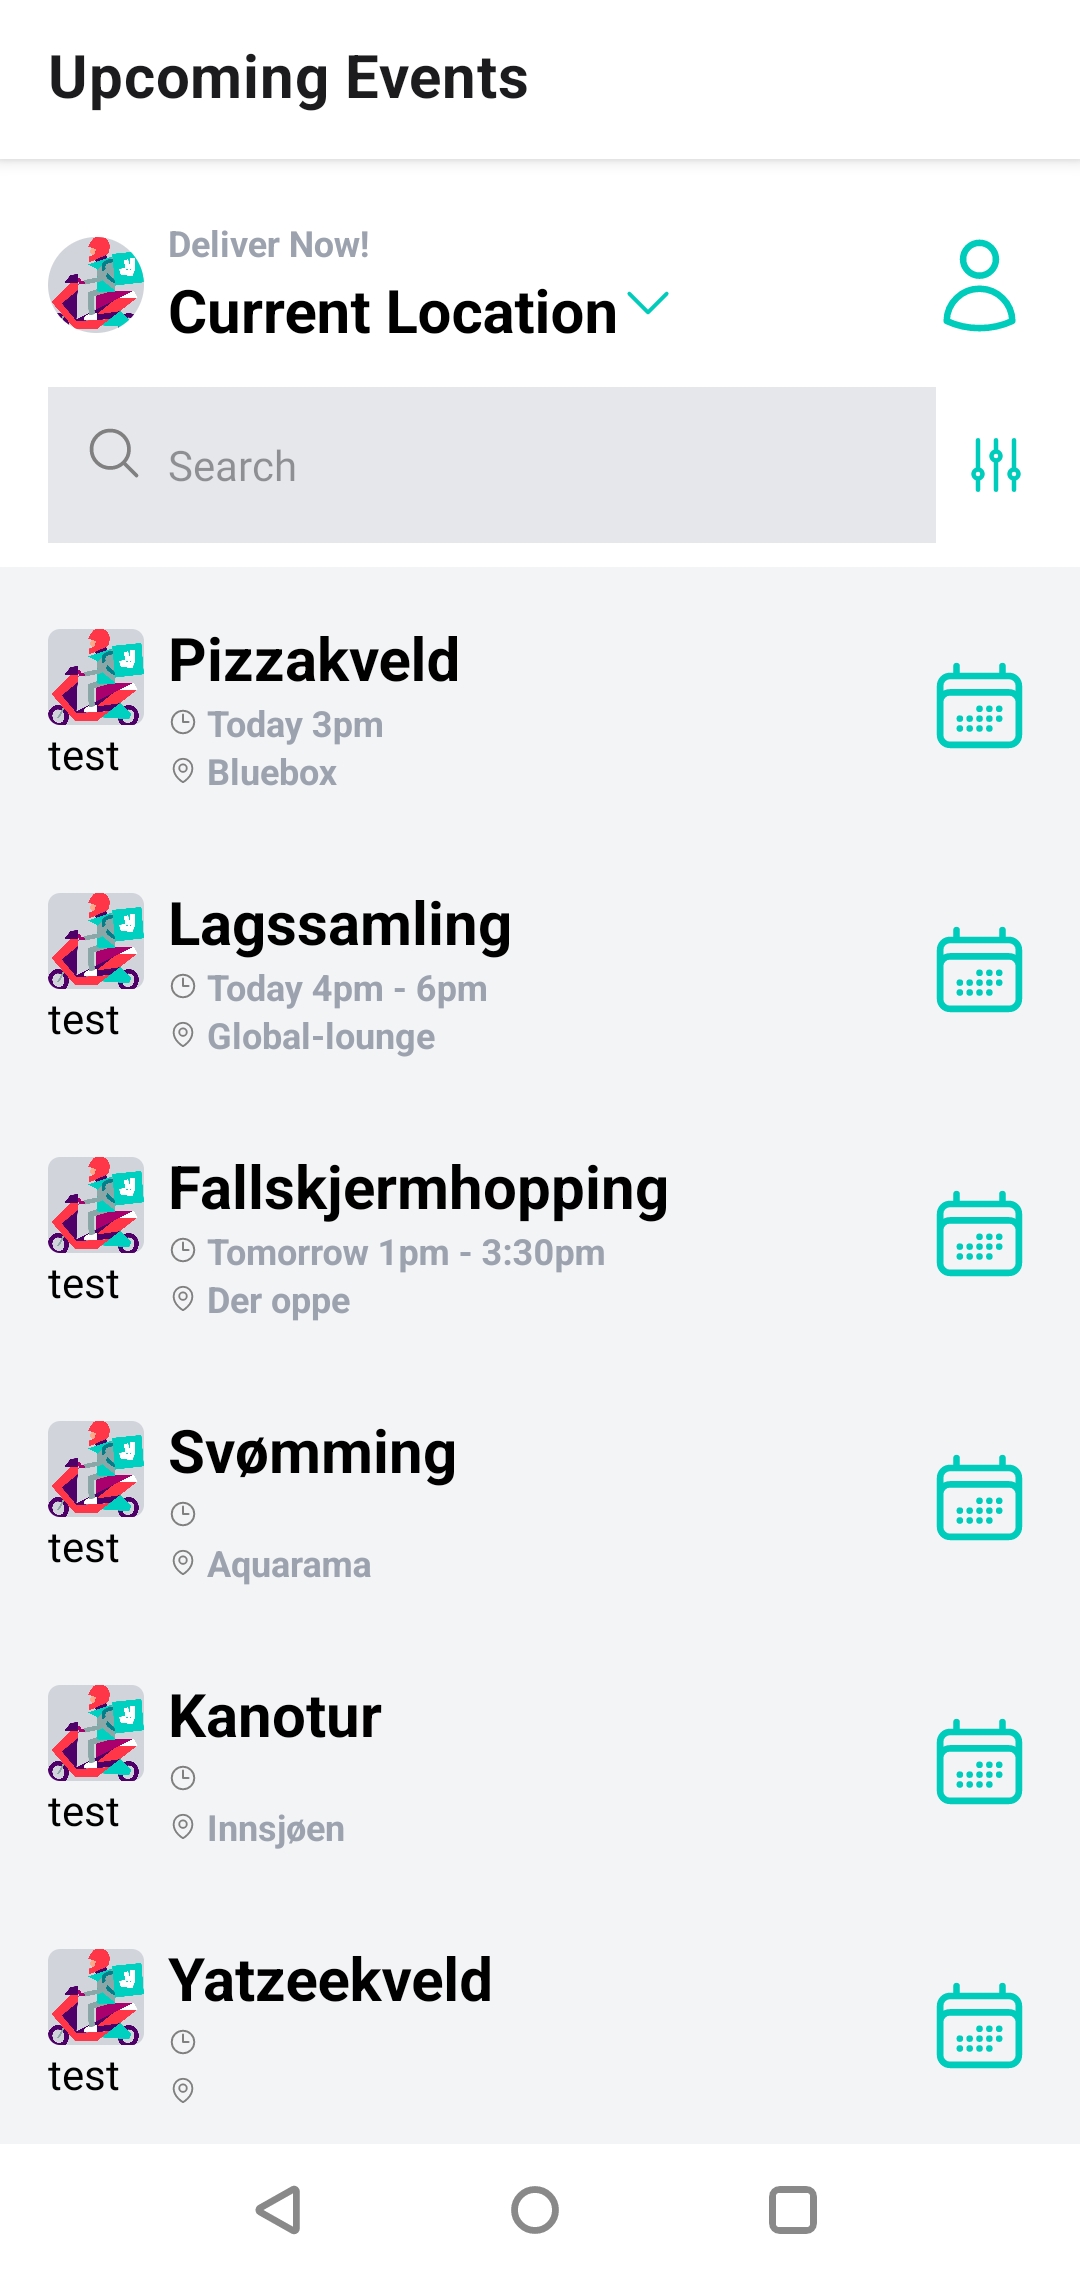 Upcoming Events
Deliver Now!
Current Location
Search
Pizzakveld
Today 3pm
test
Bluebox
Lagssamling
Today 4pm - 6pm
test
Global-lounge
Fallskjermhopping
Tomorrow 1pm - 3:30pm
test
Der oppe
Svømming
test
Aquarama
Kanotur
test
Innsjøen
Yatzeekveld
test